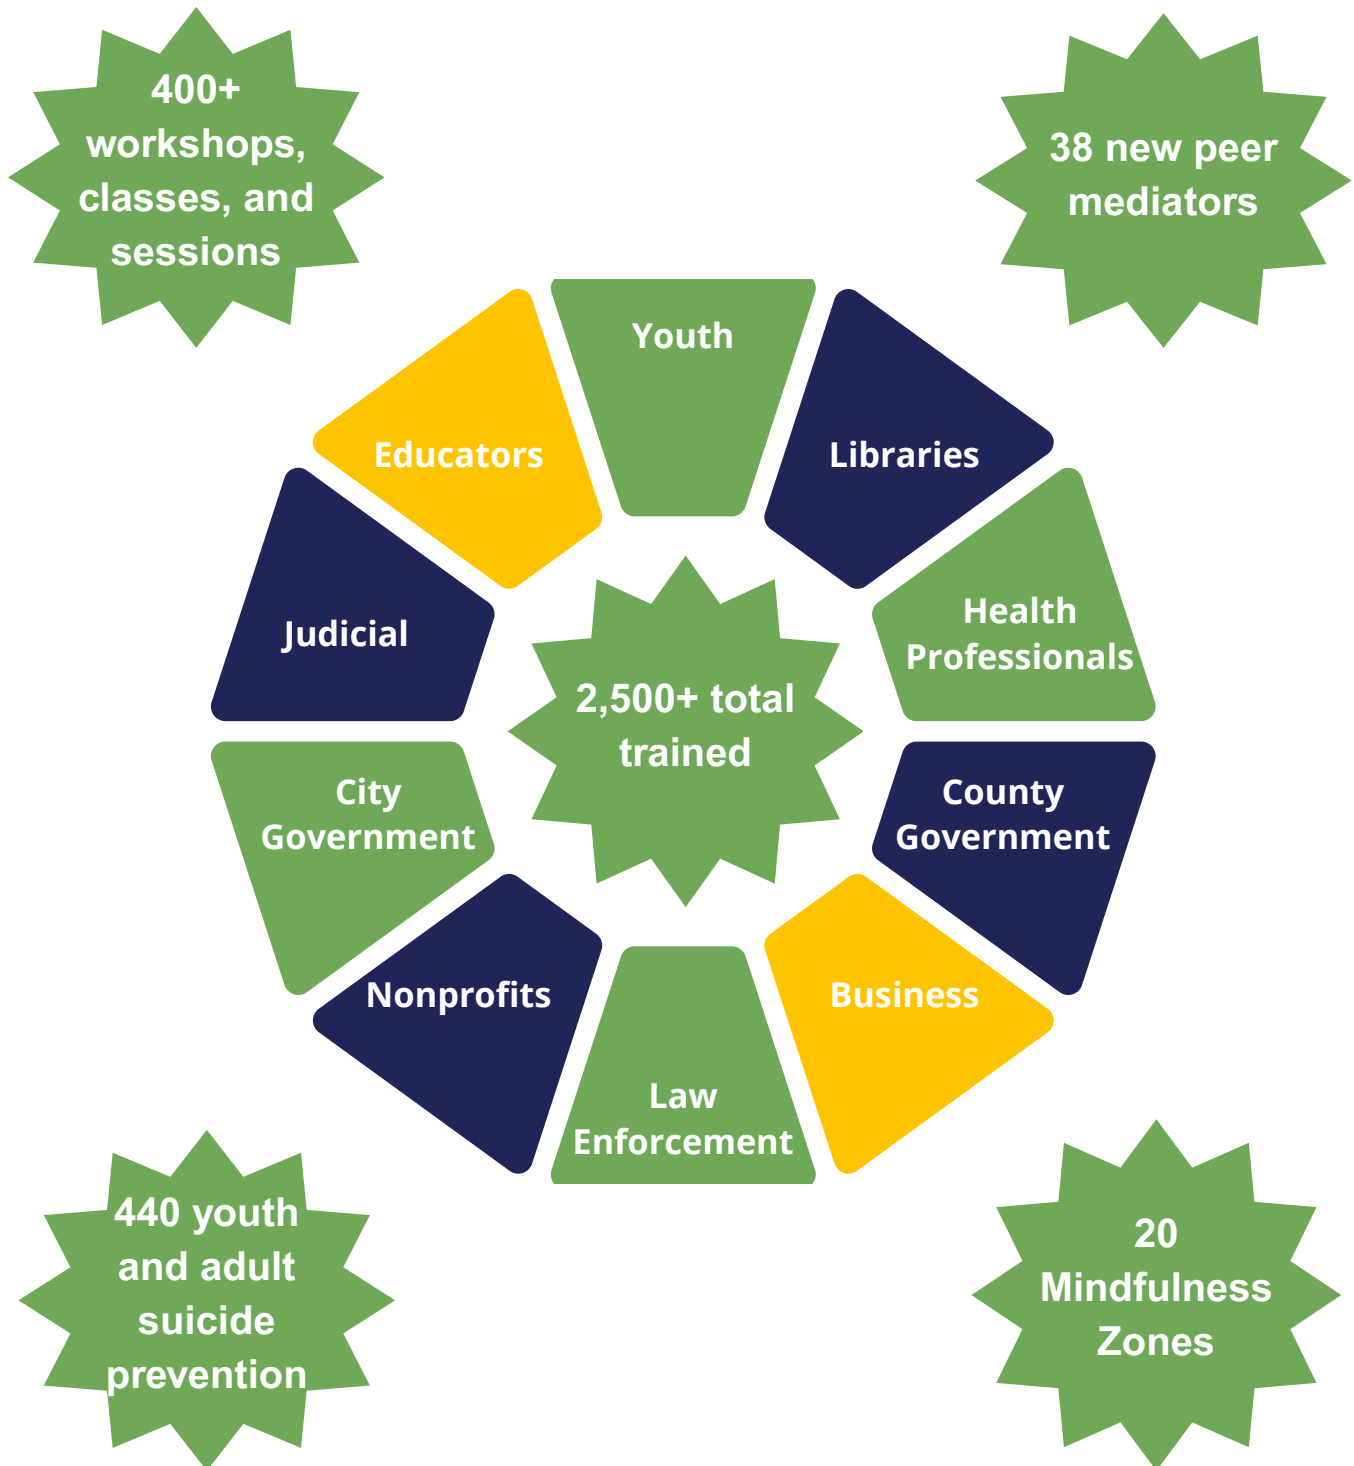 400+
workshops,
classes, and
sessions
38 new peer
mediators
Youth
Educators
Libraries
Judicial
Health
Professionals
2,500+ total
trained
City
Government
County
Government
Nonprofits
Business
Law
Enforcement
440 youth
and adult
suicide
prevention
20
Mindfulness
Zones